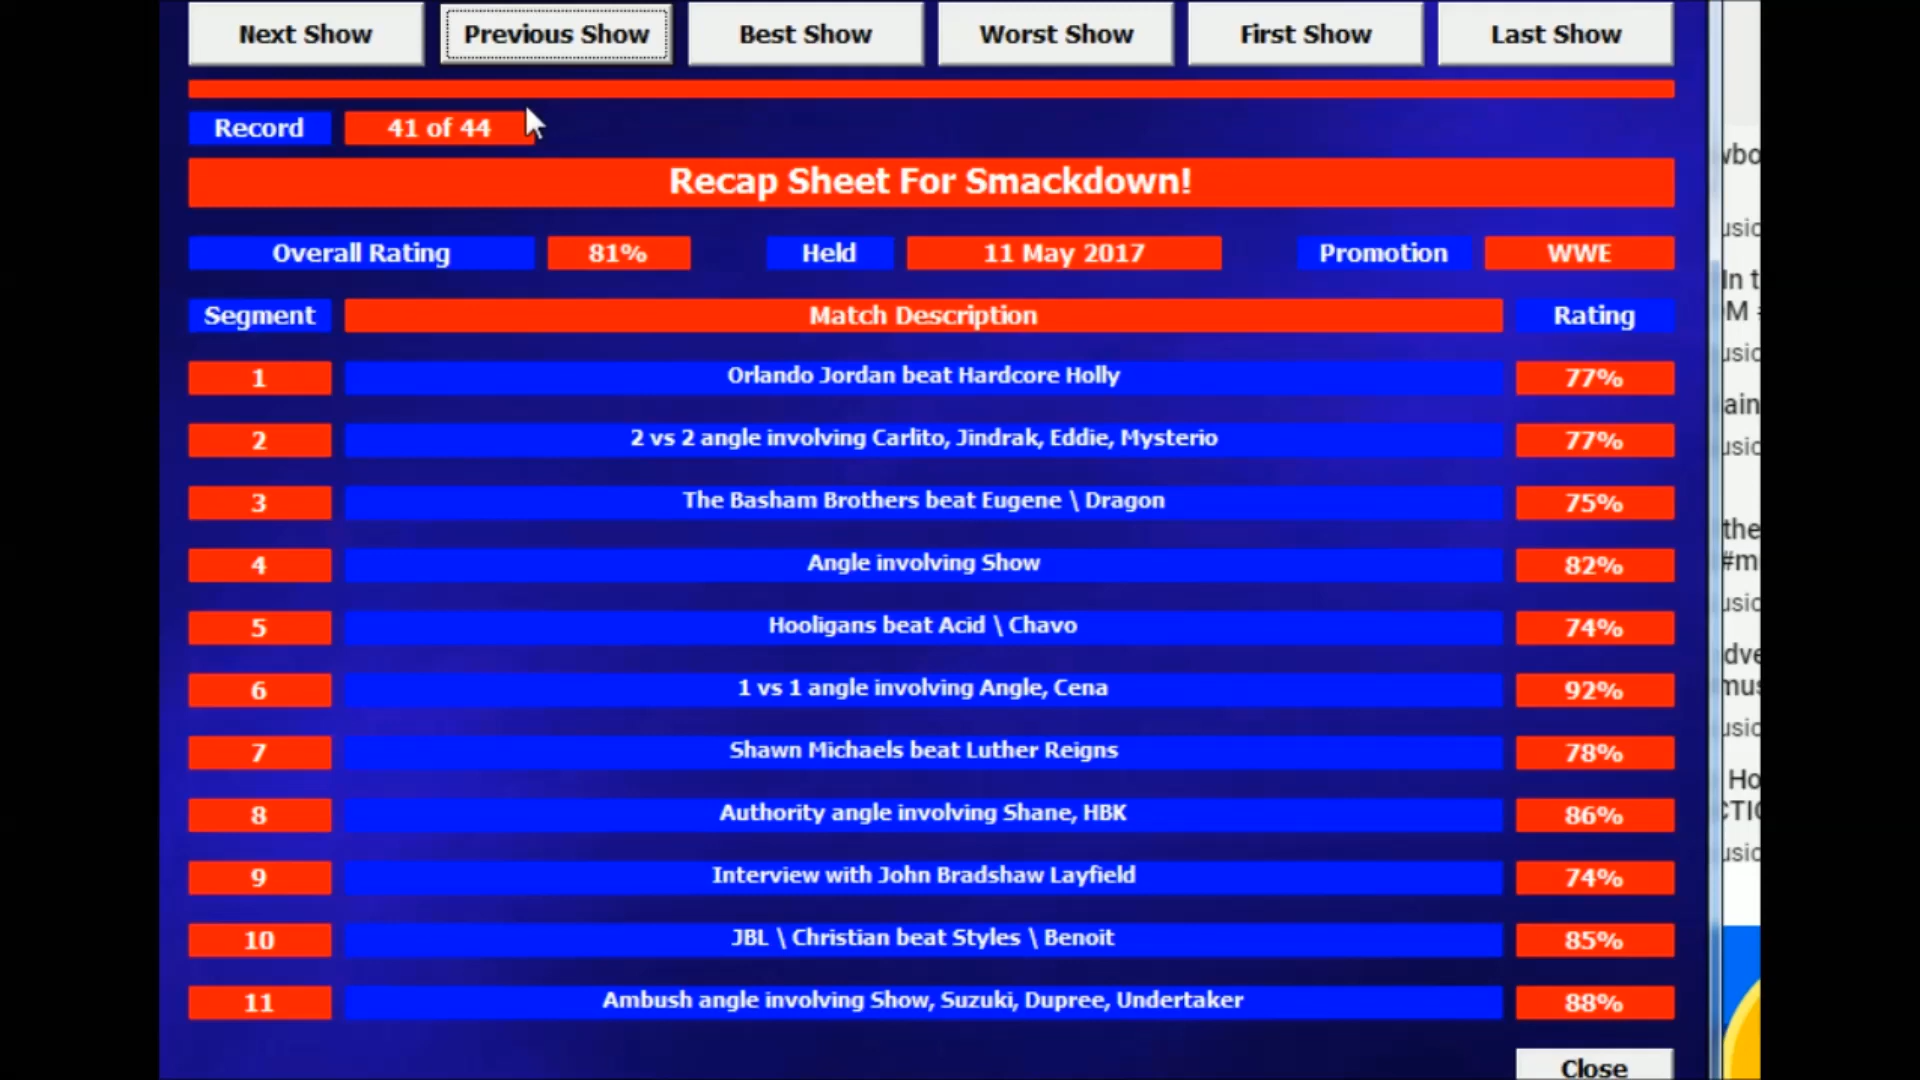 Next Show Previous Show Best Show Worst Show First Show Last Show
Record 41 of 44
Recap Sheet For Smackdown!
Overall Rating 81% Held 11 May 2017 Promotion WWE
Segment Match Description Rating
1 Orlando Jordan beat Hardcore Holly 77%
2 2 vs 2 angle involving Carlito, Jindrak, Eddie, Mysterio 77%
3 The Basham Brothers beat Eugene \ Dragon 75%
4 Angle involving Show 82%
5 Hooligans beat Acid \ Chavo 74%
6 1 vs 1 angle involving Angle, Cena 92%
7 Shawn Michaels beat Luther Reigns 78%
8 Authority angle involving Shane, HBK 86%
9 Interview with John Bradshaw Layfield 74%
10 JBL \ Christian beat Styles \ Benoit 85%
11 Ambush angle involving Show, Suzuki, Dupree, Undertaker 88%
Close